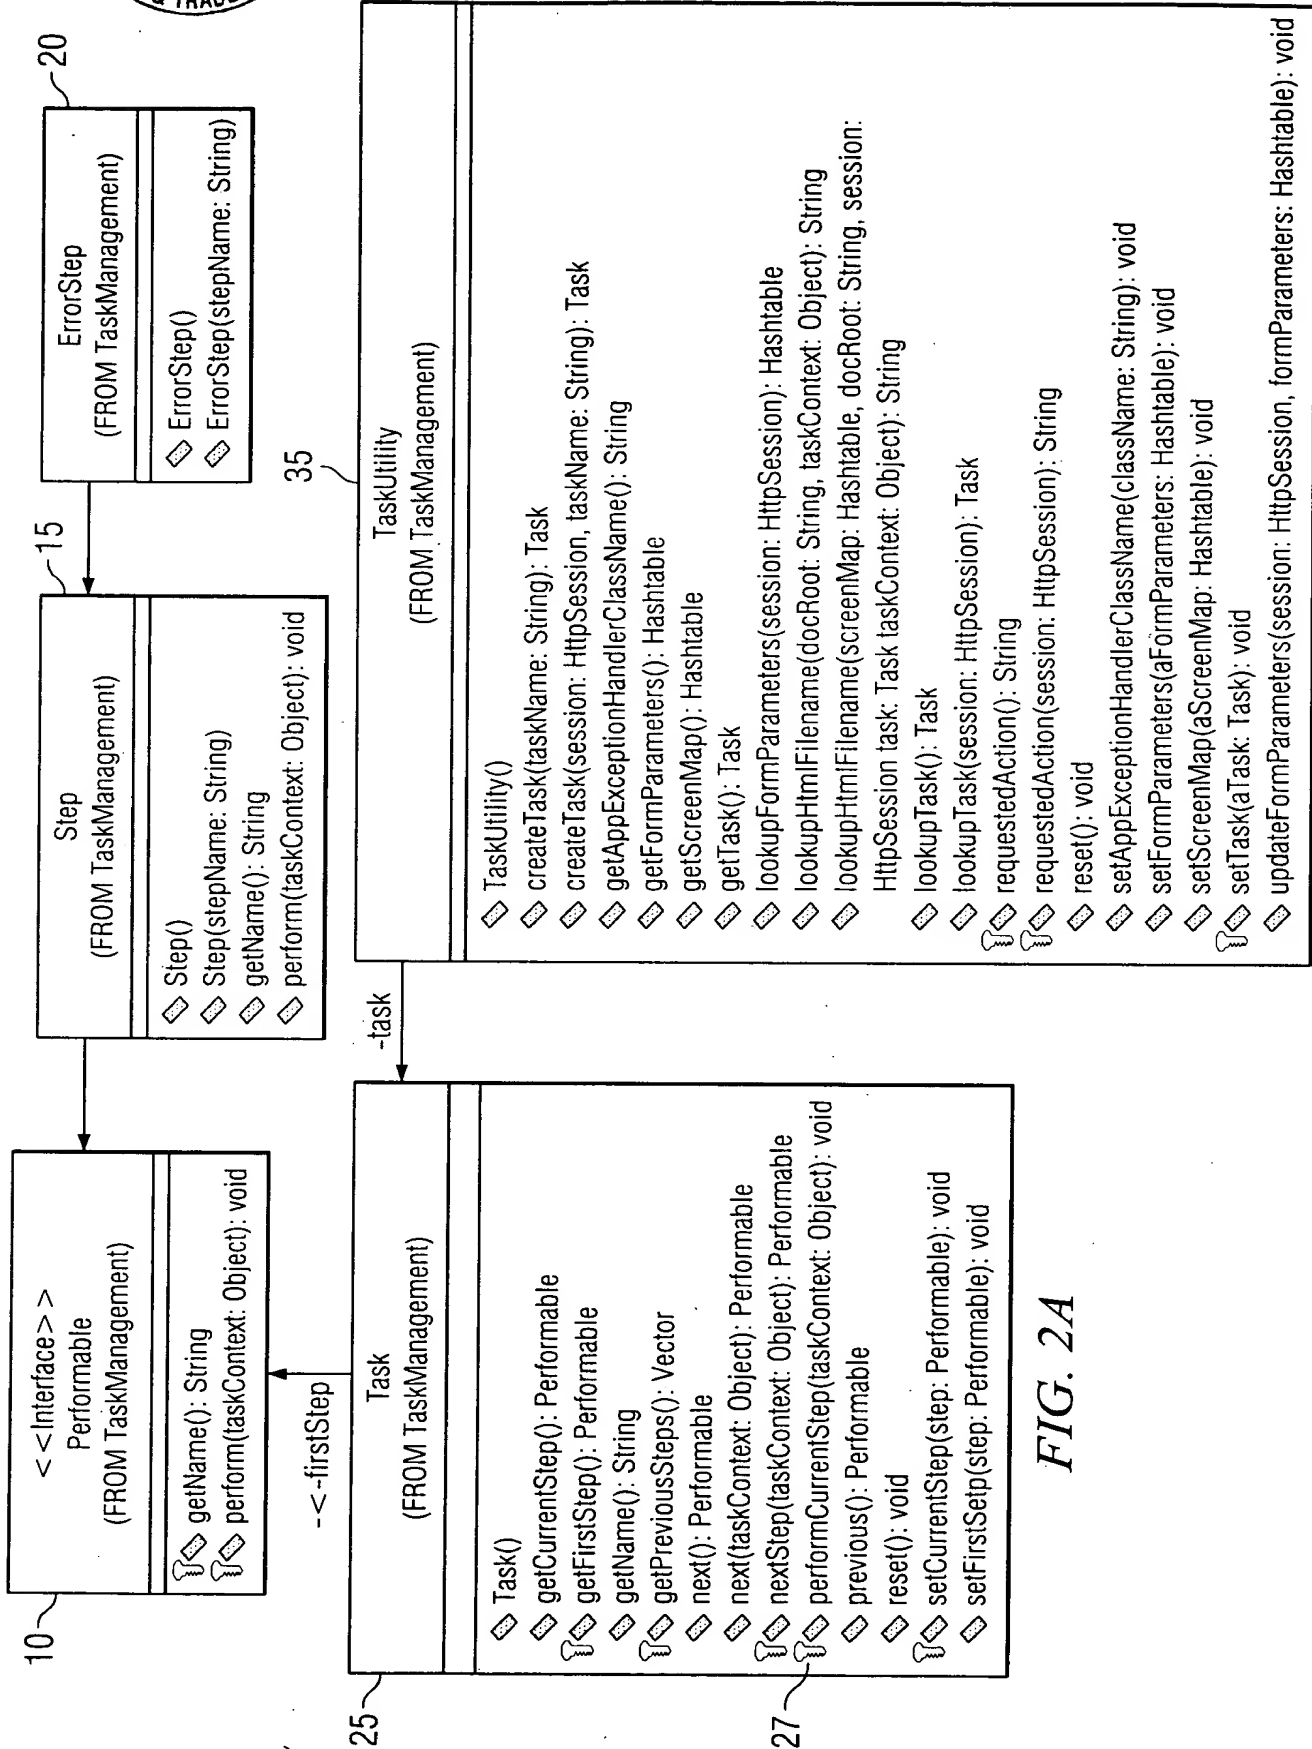 & TRADE
10
<<Interface>>
Performable
(FROM TaskManagement)
getName(): String
perform(taskContext: Object): void
15
Step
(FROM TaskManagement)
Step()
Step(stepName: String)
getName(): String
perform(taskContext: Object): void
20
ErrorStep
(FROM TaskManagement)
ErrorStep()
ErrorStep(stepName: String)
-<-firstStep
25
Task
(FROM TaskManagement)
Task()
getCurrentStep(): Performable
getFirstStep(): Performable
getName(): String
getPreviousSteps(): Vector
next(): Performable
next(taskContext: Object): Performable
nextStep(taskContext: Object): Performable
performCurrentStep(taskContext: Object): void
previous(): Performable
reset(): void
setCurrentStep(step: Performable): void
setFirstSetp(step: Performable): void
27
-task
35
TaskUtility
(FROM TaskManagement)
TaskUtility()
createTask(taskName: String): Task
createTask(session: HttpSession, taskName: String): Task
getAppExceptionHandlerClassName(): String
getFormParameters(): Hashtable
getScreenMap(): Hashtable
getTask(): Task
lookupFormParameters(session: HttpSession): Hashtable
lookupHtmlFilename(docRoot: String, taskContext: Object): String
lookupHtmlFilename(screenMap: Hashtable, docRoot: String, session:
HttpSession task: Task taskContext: Object): String
lookupTask(): Task
lookupTask(session: HttpSession): Task
requestedAction(): String
requestedAction(session: HttpSession): String
reset(): void
setAppExceptionHandlerClassName(className: String): void
setFormParameters(aFormParameters: Hashtable): void
setScreenMap(aScreenMap: Hashtable): void
setTask(aTask: Task): void
updateFormParameters(session: HttpSession, formParameters: Hashtable): void
FIG. 2A